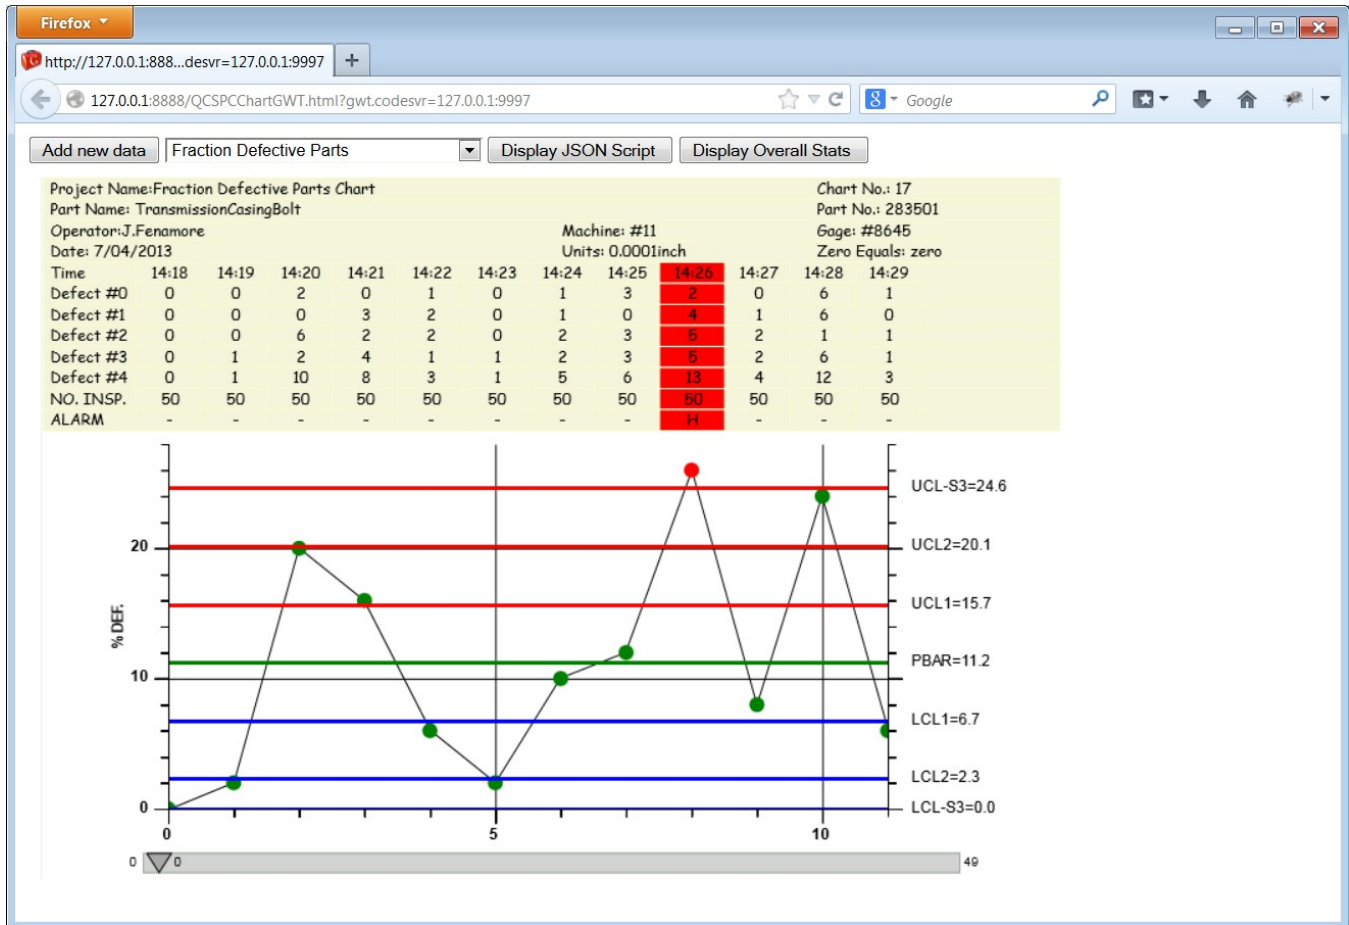 Firefox
http://127.0.0.1:888...desvr=127.0.0.1:9997
127.0.0.1:8888/QCSPCChartGWT.html?gwt.codesvr=127.0.0.1:9997 Google
Add new data Fraction Defective Parts Display JSON Script Display Overall Stats
Project Name:Fraction Defective Parts Chart Chart No.: 17
Part Name: TransmissionCasingBolt Part No.: 283501
Operator:J.Fenamore Machine: #11 Gage: #8645
Date: 7/04/2013 Units: 0.0001inch Zero Equals: zero
Time 14:18 14:19 14:20 14:21 14:22 14:23 14:24 14:25 14:26 14:27 14:28 14:29
Defect #0 0 0 2 0 1 0 1 3 2 0 6 1
Defect #1 0 0 0 3 2 0 1 0 4 1 6 0
Defect #2 0 0 6 2 2 0 2 3 5 2 1 1
Defect #3 0 1 2 4 1 1 2 3 5 2 6 1
Defect #4 0 1 10 8 3 1 5 6 13 4 12 3
NO. INSP. 50 50 50 50 50 50 50 50 50 50 50 50
ALARM - - - - - - - - H - - -
UCL-S3=24.6
20 UCL2=20.1
UCL1=15.7
% DEF.
PBAR=11.2
10
LCL1=6.7
LCL2=2.3
0 LCL-S3=0.0
0 5 10
0 0 49